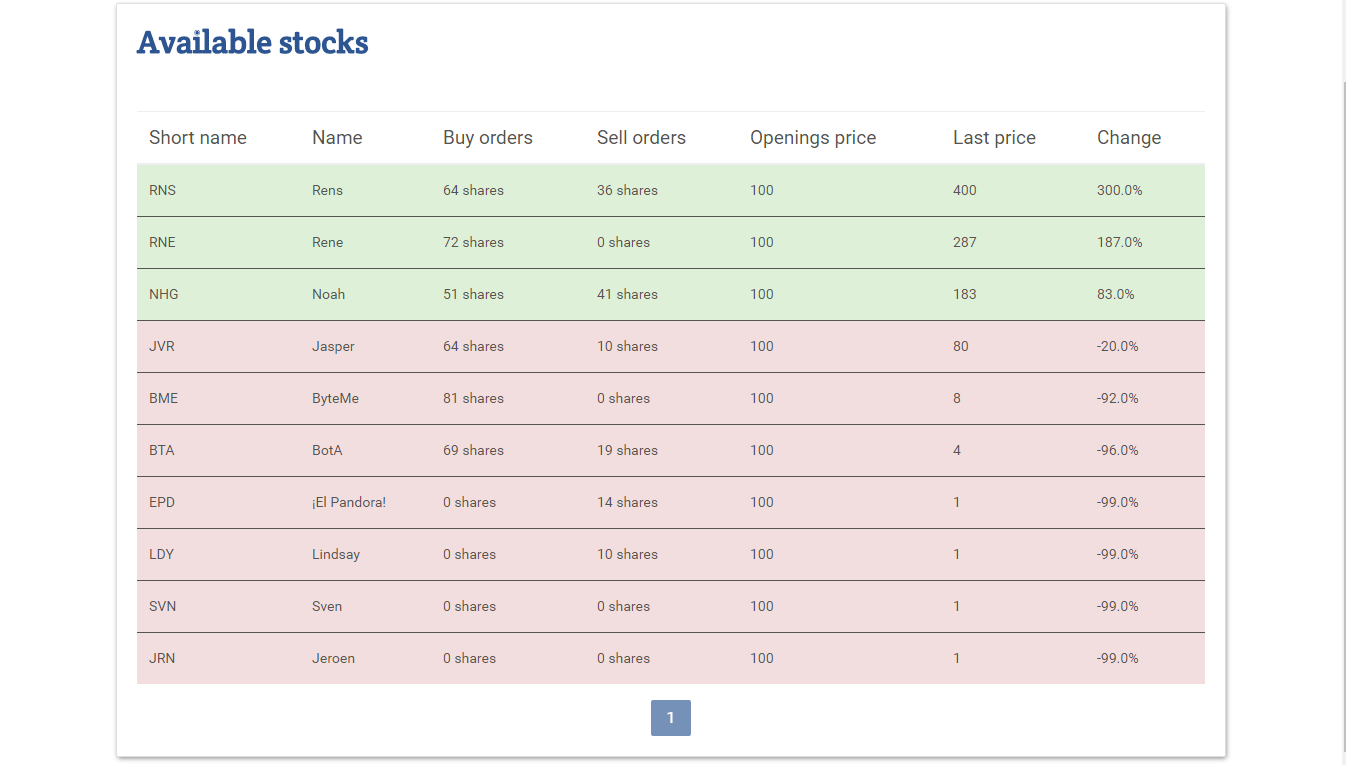 Available stocks
Short name Name Buy orders Sell orders Openings price Last price Change
RNS Rens 64 shares 36 shares 100 400 300.0%
RNE Rene 72 shares 0 shares 100 287 187.0%
NHG Noah 51 shares 41 shares 100 183 83.0%
JVR Jasper 64 shares 10 shares 100 80 -20.0%
BME ByteMe 81 shares 0 shares 100 8 -92.0%
BTA BotA 69 shares 19 shares 100 4 -96.0%
EPD ¡El Pandora! 0 shares 14 shares 100 1 -99.0%
LDY Lindsay 0 shares 10 shares 100 1 -99.0%
SVN Sven 0 shares 0 shares 100 1 -99.0%
JRN Jeroen 0 shares 0 shares 100 1 -99.0%
1